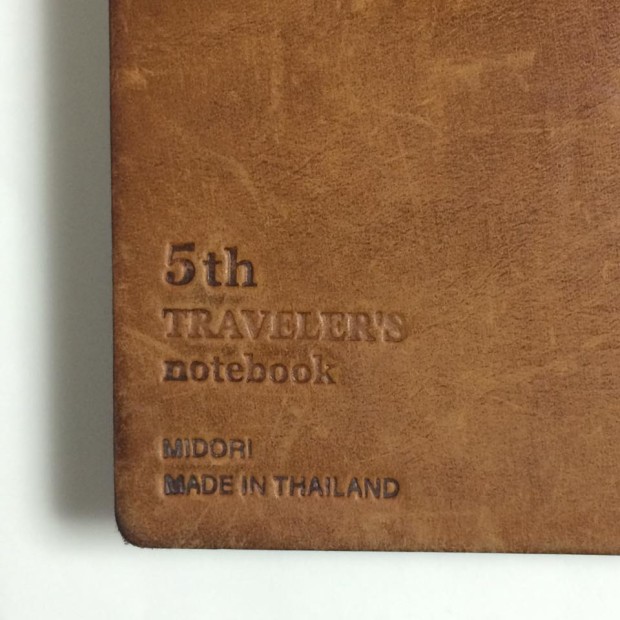 5th
TRAVELER'S
notebook
MIDORI
MADE IN THAILAND